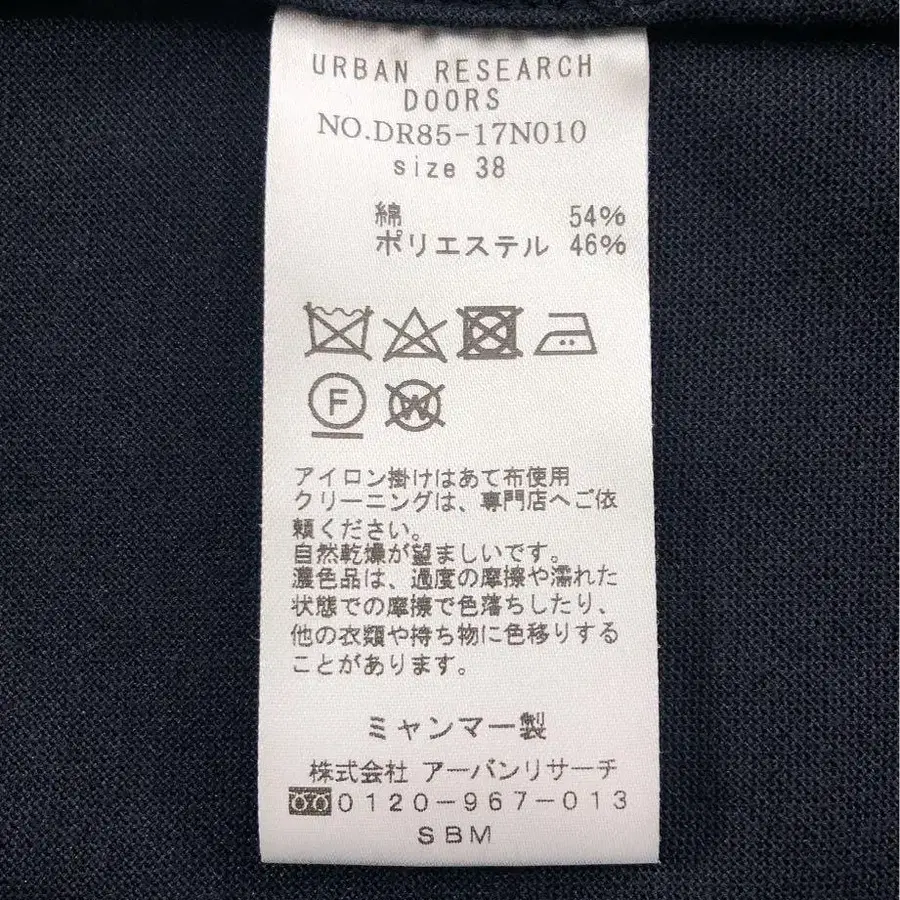 URBAN RESEARCH
DOORS
NO.DR85-17N010
size 38
綿 54%
ポリエステル 46%
F
W
アイロン掛けはあて布使用
クリーニングは、専門店へご依
頼ください。
自然乾燥が望ましいです。
濃色品は、過度の摩擦や濡れた
状態での摩擦で色落ちしたり、
他の衣類や持ち物に色移りする
ことがあります。
ミャンマー製
株式会社 アーバンリサーチ
0120-967-013
SBM